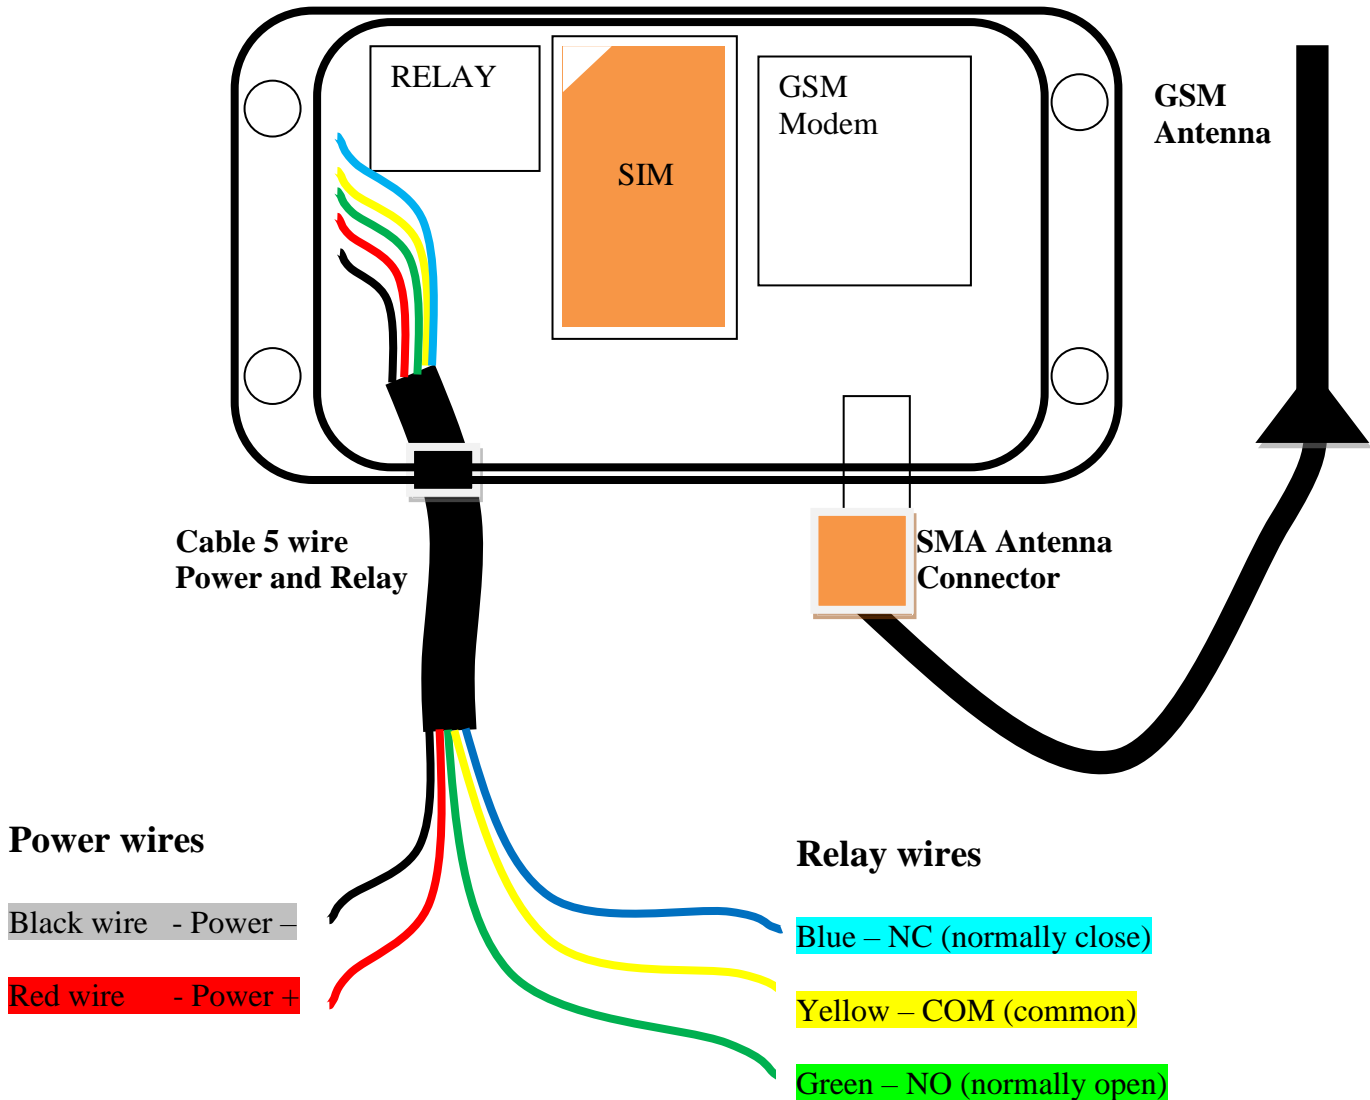 RELAY
SIM
GSM
Modem
GSM
Antenna
Cable 5 wire
Power and Relay
SMA Antenna
Connector
Power wires
Black wire - Power –
Red wire - Power +
Relay wires
Blue – NC (normally close)
Yellow – COM (common)
Green – NO (normally open)